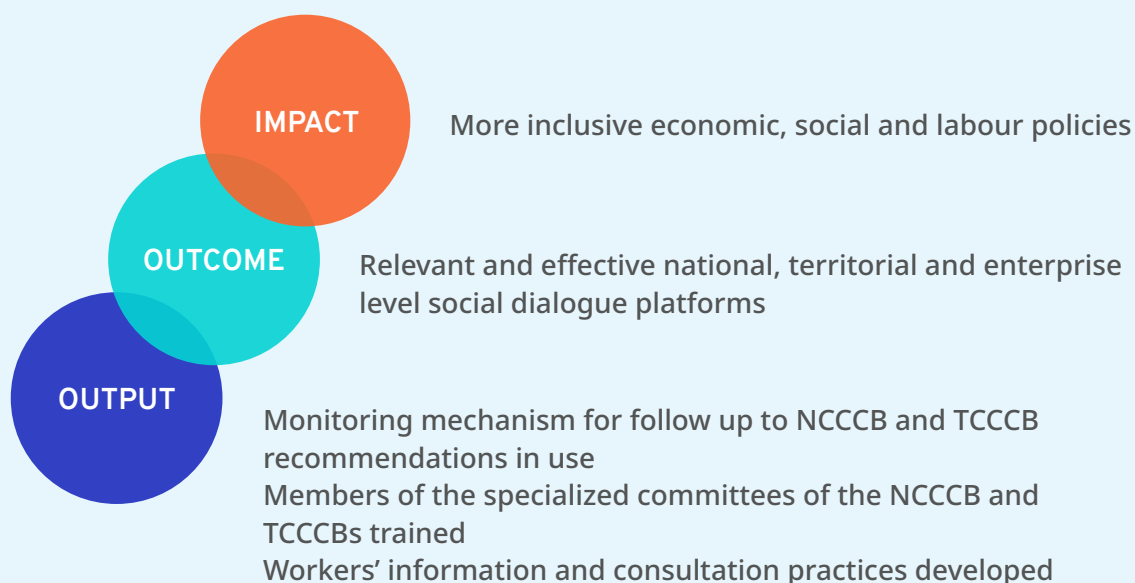 IMPACT
More inclusive economic, social and labour policies
OUTCOME
Relevant and effective national, territorial and enterprise
level social dialogue platforms
OUTPUT
Monitoring mechanism for follow up to NCCCB and TCCCB
recommendations in use
Members of the specialized committees of the NCCCB and
TCCCBs trained
Workers’ information and consultation practices developed